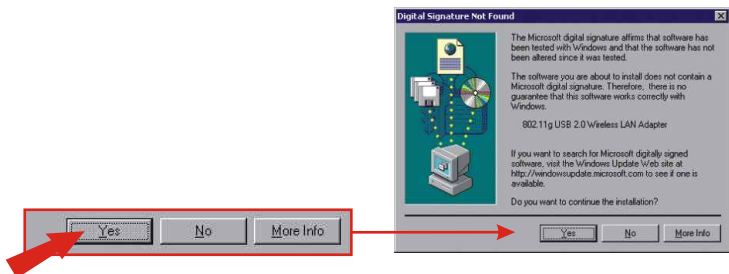 Digital Signature Not Found
The Microsoft digital signature affirms that software has
been tested with Windows and that the software has not
been altered since it was tested.
The software you are about to install does not contain a
Microsoft digital signature. Therefore, there is no
guarantee that this software works correctly with
Windows.
802.11g USB 2.0 Wireless LAN Adapter
If you want to search for Microsoft digitally signed
software, visit the Windows Update Web site at
http://windowsupdate.microsoft.com to see if one is
available.
Do you want to continue the installation?
Yes No More Info
Yes No More Info